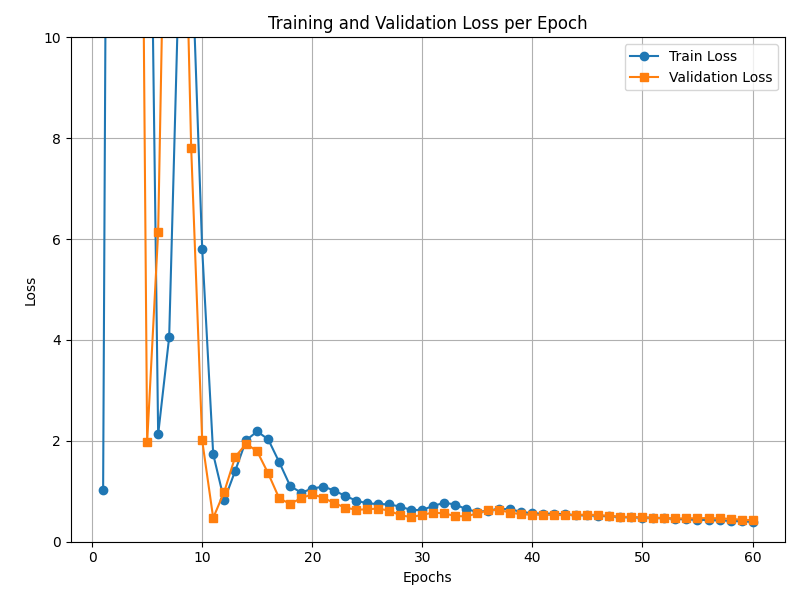 Training and Validation Loss per Epoch
Train Loss
Validation Loss
10
8
6
4
2
0
Loss
0 10 20 30 40 50 60
Epochs